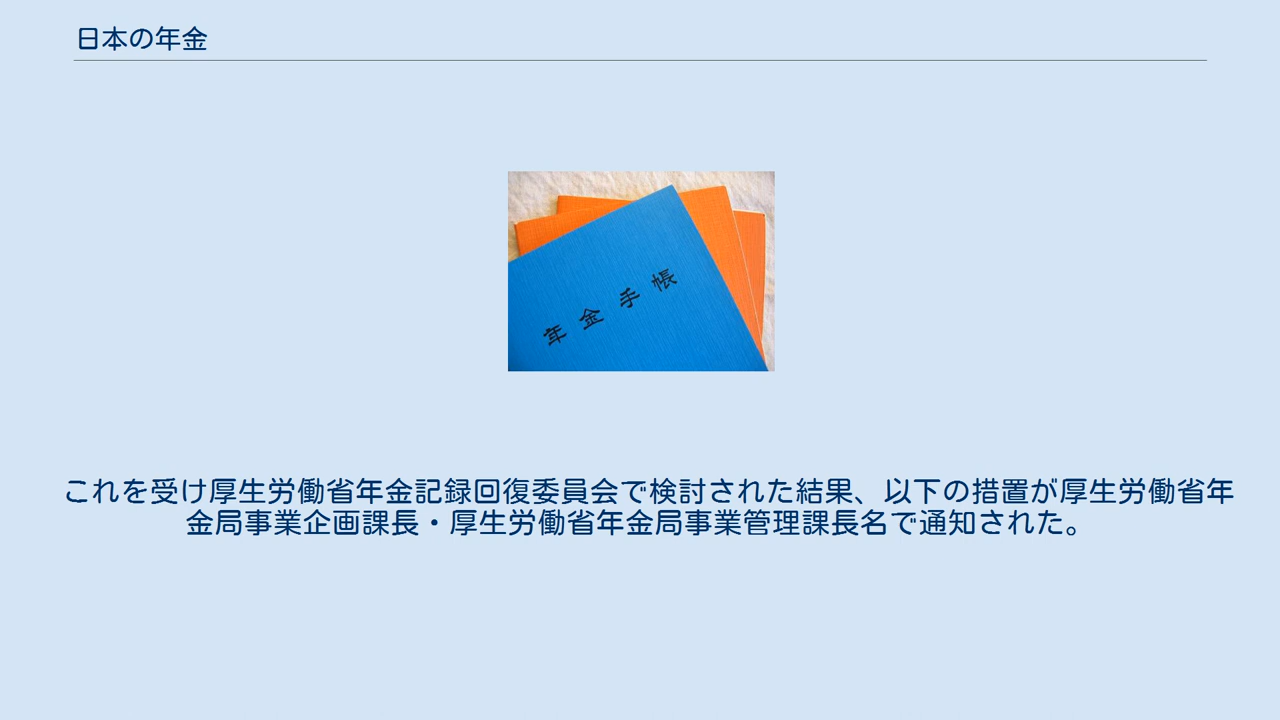 日本の年金
年金手帳
これを受け厚生労働省年金記録回復委員会で検討された結果、以下の措置が厚生労働省年
金局事業企画課長・厚生労働省年金局事業管理課長名で通知された。